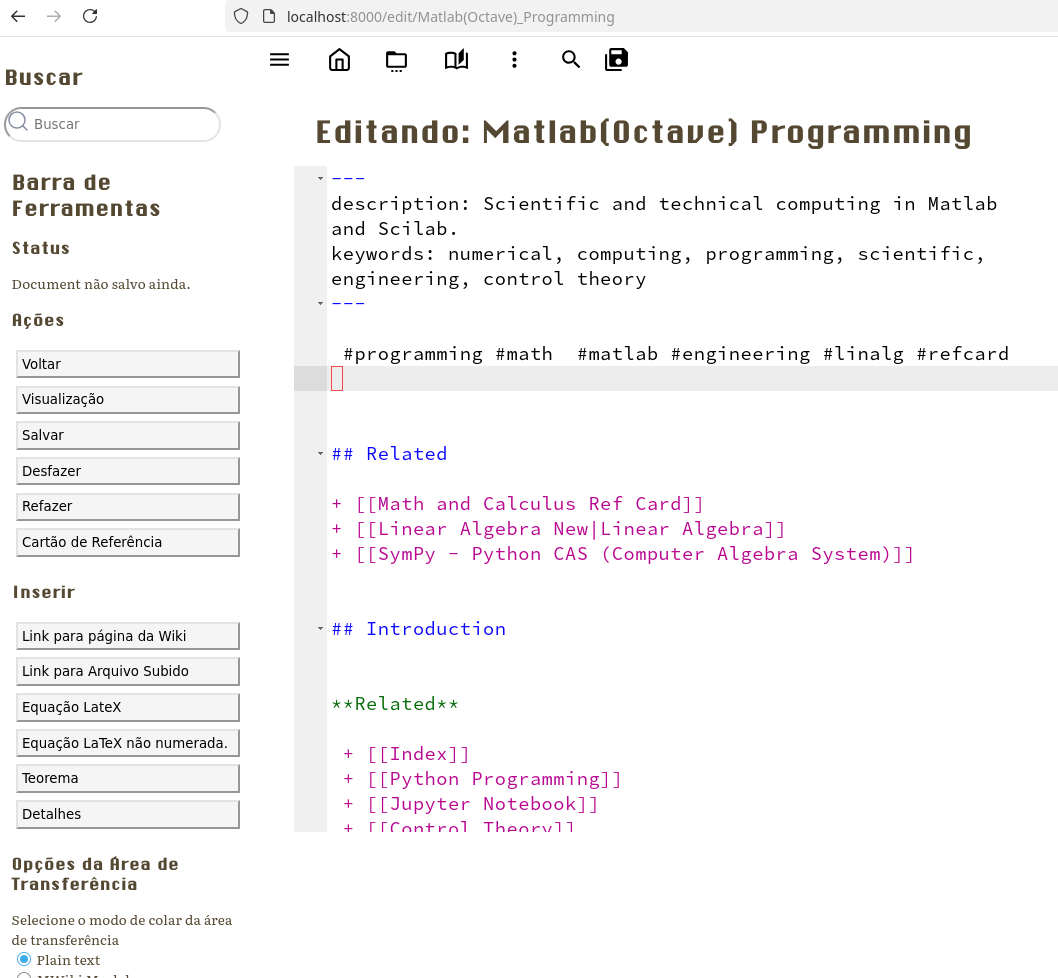 localhost:8000/edit/Matlab(Octave)_Programming
Buscar
Buscar
Barra de
Ferramentas
Status
Document não salvo ainda.
Ações
Voltar
Visualização
Salvar
Desfazer
Refazer
Cartão de Referência
Inserir
Link para página da Wiki
Link para Arquivo Subido
Equação LateX
Equação LaTeX não numerada.
Teorema
Detalhes
Opções da Área de
Transferência
Selecione o modo de colar da área
de transferência
Plain text
Editando: Matlab(Octave) Programming
---
description: Scientific and technical computing in Matlab
and Scilab.
keywords: numerical, computing, programming, scientific,
engineering, control theory
---
#programming #math  #matlab #engineering #linalg #refcard
## Related
+ [[Math and Calculus Ref Card]]
+ [[Linear Algebra New|Linear Algebra]]
+ [[SymPy - Python CAS (Computer Algebra System)]]
## Introduction
**Related**
+ [[Index]]
+ [[Python Programming]]
+ [[Jupyter Notebook]]
+ [[Control Theory]]